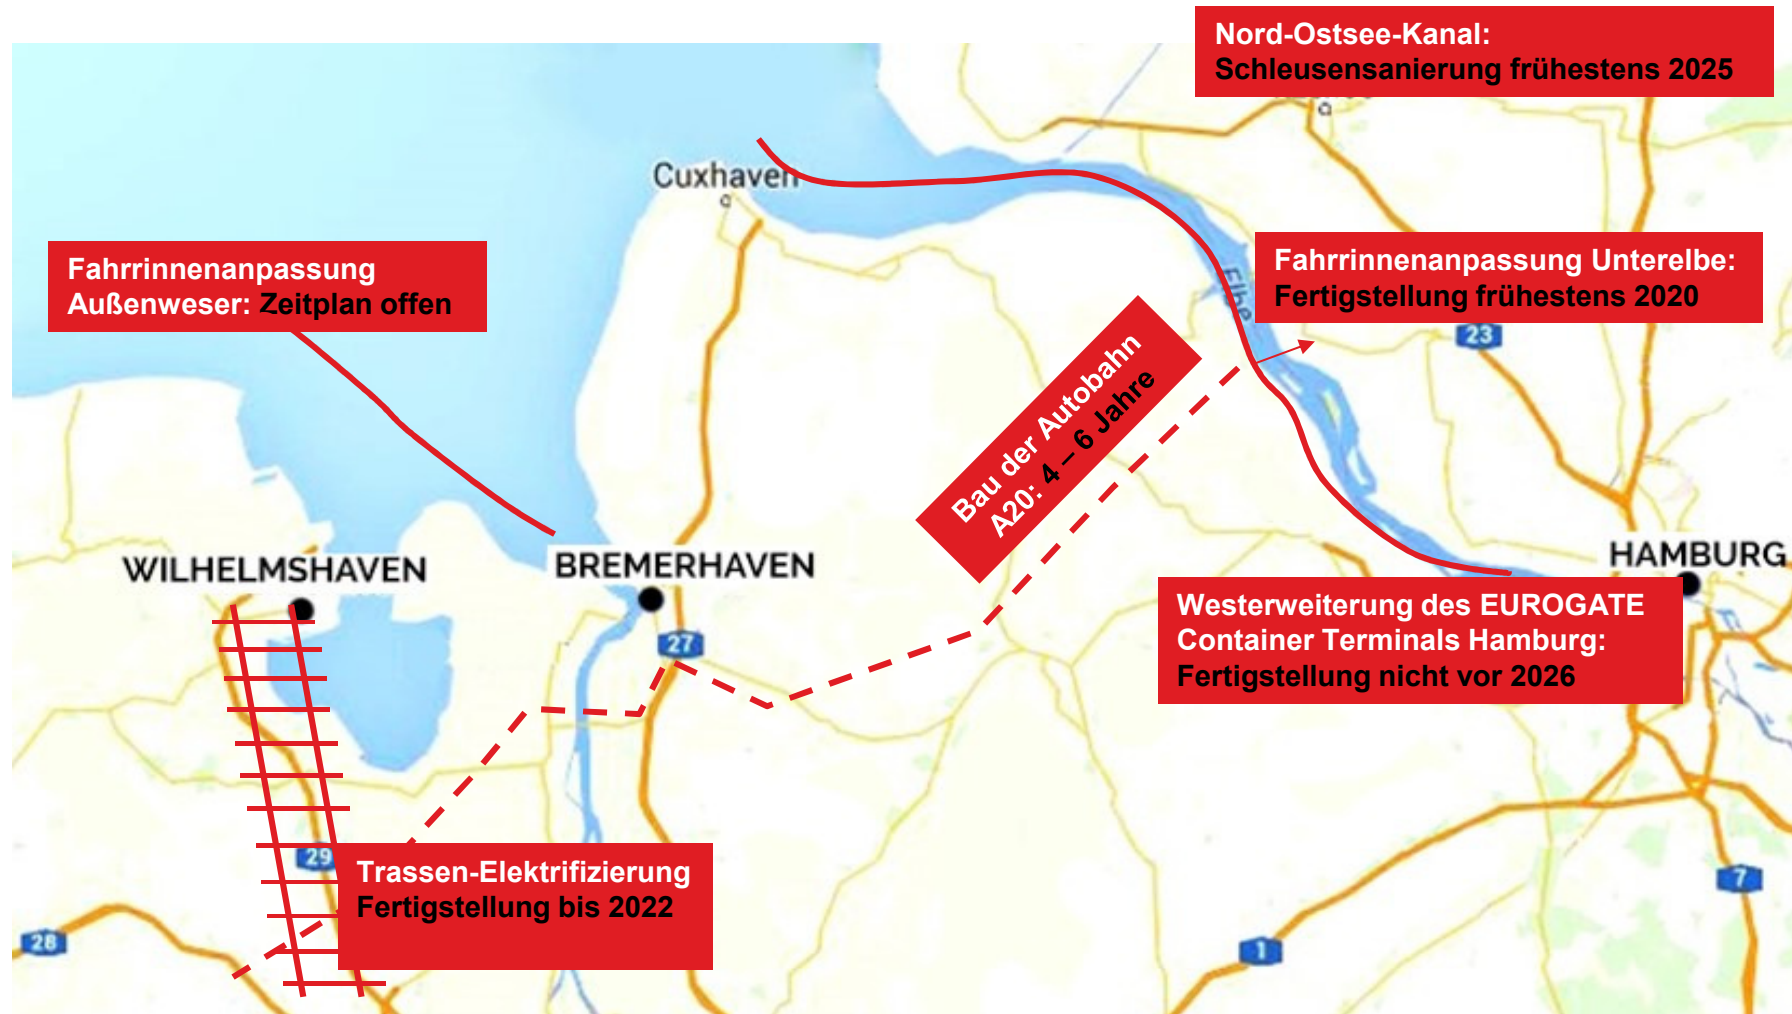 Nord-Ostsee-Kanal:
Schleusensanierung frühestens 2025
Cuxhaven
Fahrrinnenanpassung
Außenweser: Zeitplan offen
Fahrrinnenanpassung Unterelbe:
Fertigstellung frühestens 2020
Elbe
23
Bau der Autobahn
A20: 4 – 6 Jahre
WILHELMSHAVEN
BREMERHAVEN
HAMBURG
27
Westerweiterung des EUROGATE
Container Terminals Hamburg:
Fertigstellung nicht vor 2026
29
Trassen-Elektrifizierung
Fertigstellung bis 2022
7
28
1